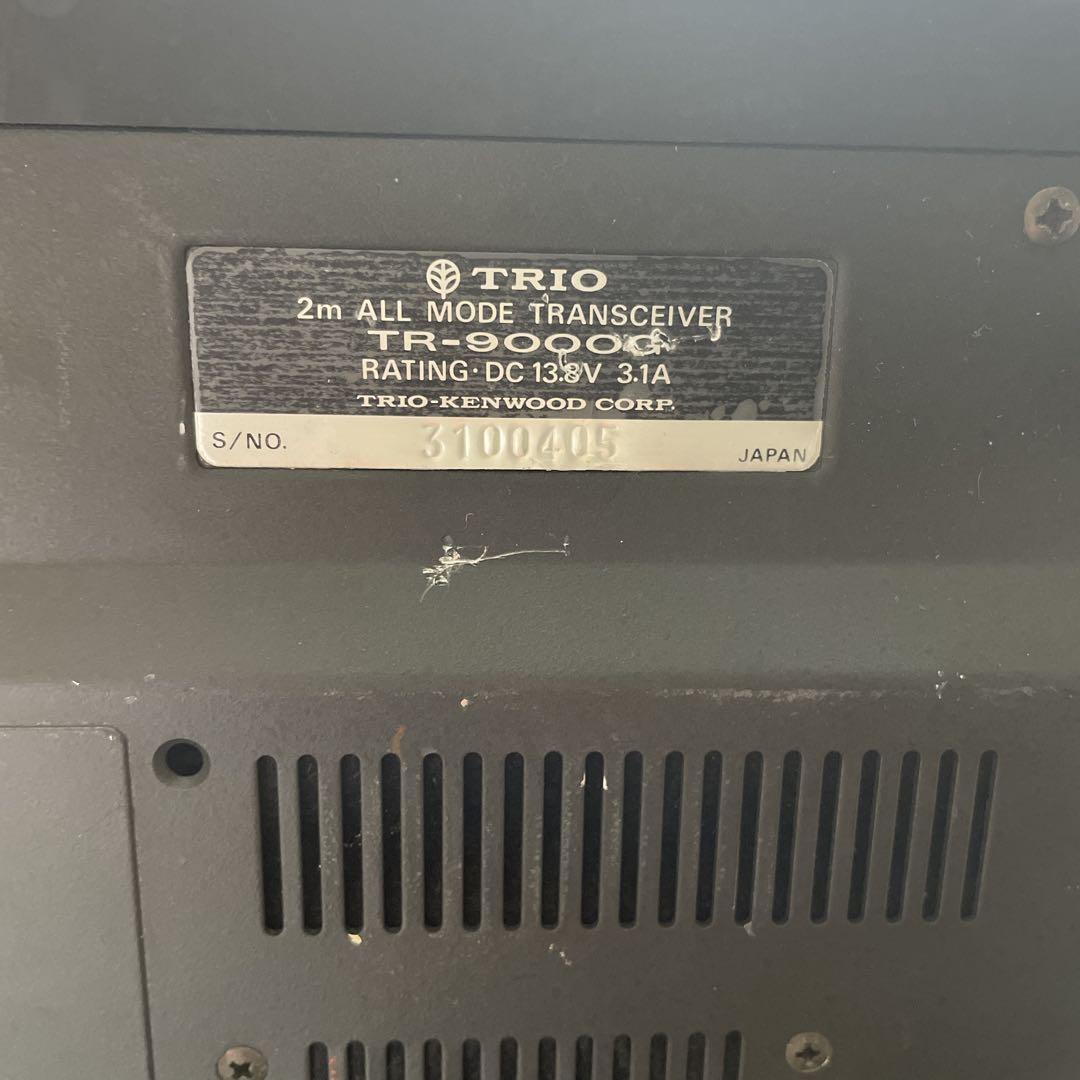 TRIO
2m ALL MODE TRANSCEIVER
TR-9000G
RATING·DC 13.8V 3.1A
TRIO-KENWOOD CORP.
S/NO. 3100405 JAPAN